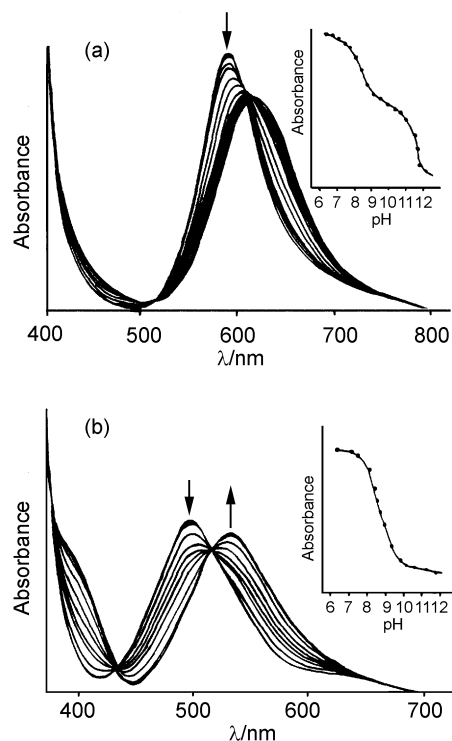 (a)
Absorbance
400 500 600 700 800
λ/nm
Absorbance
6 7 8 9 10 11 12
pH
(b)
Absorbance
400 500 600 700
λ/nm
Absorbance
6 7 8 9 10 11 12
pH